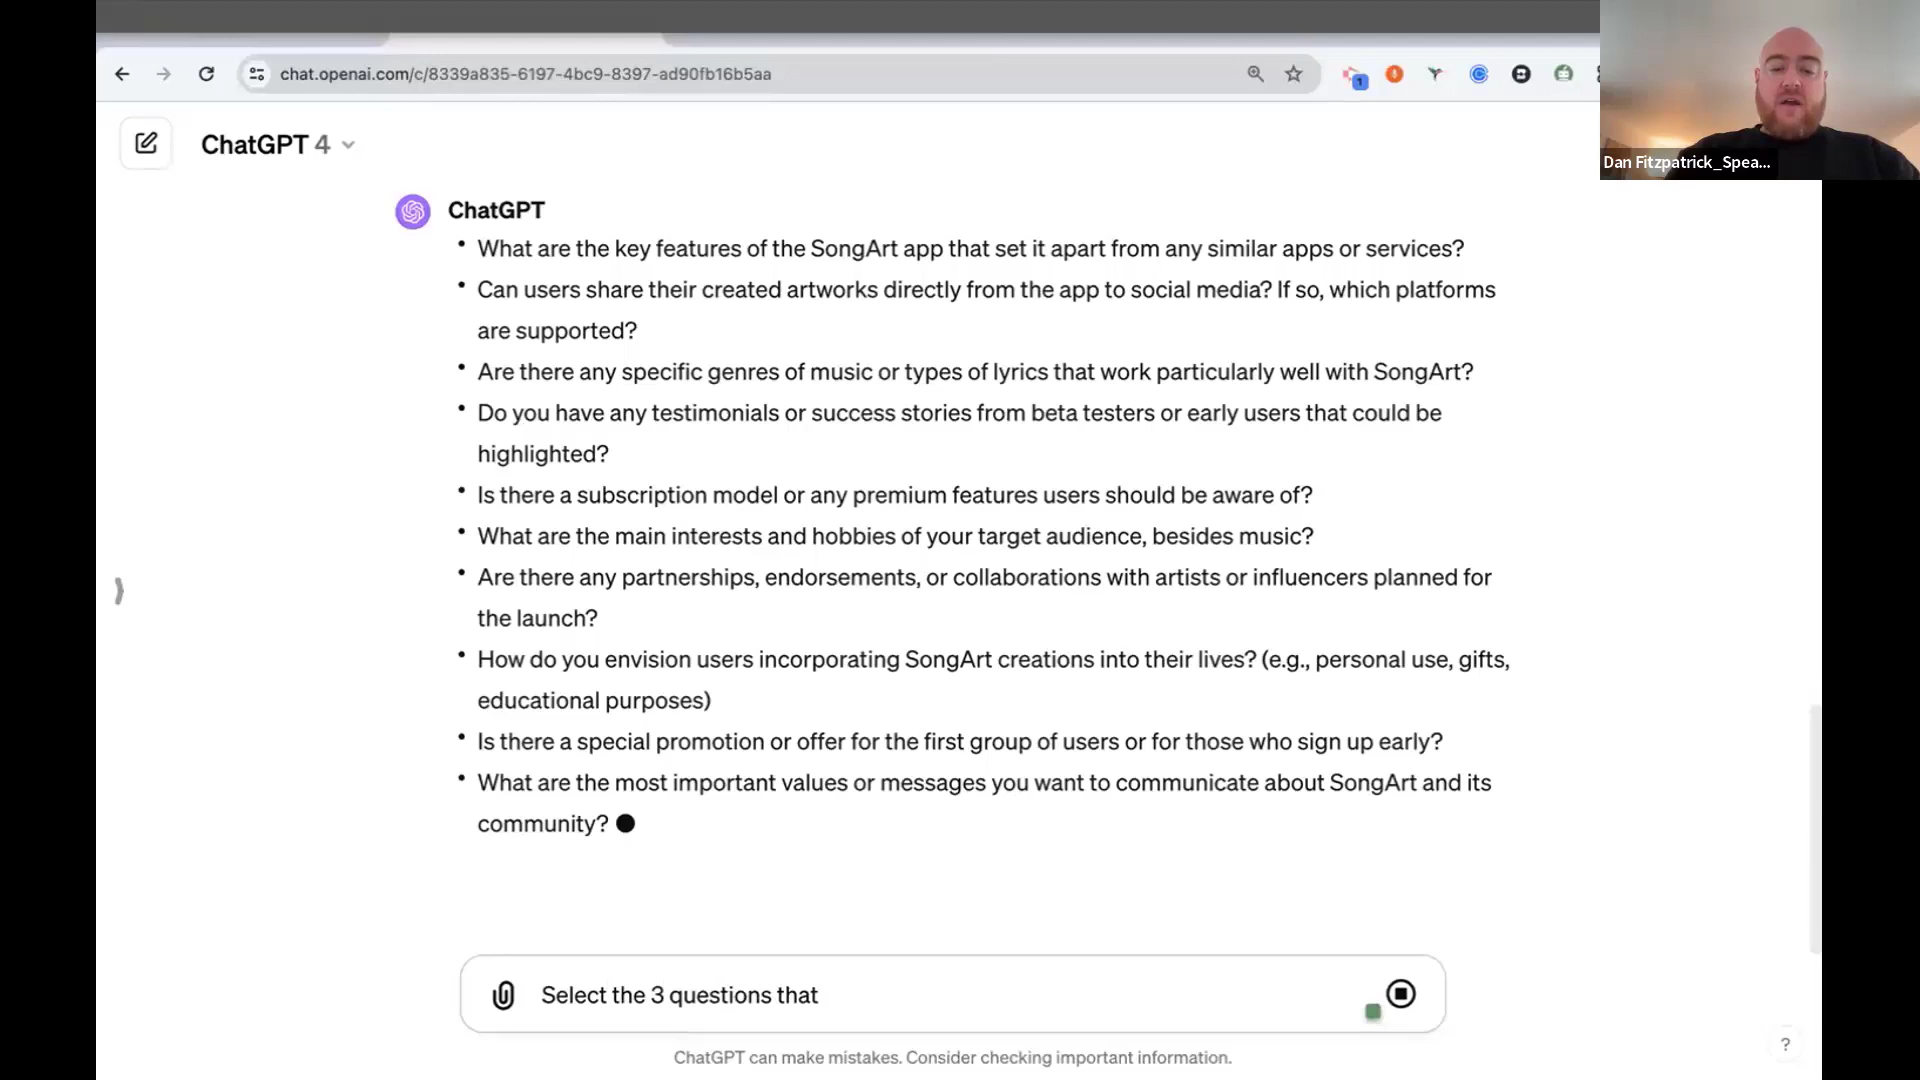 chat.openai.com/c/8339a835-6197-4bc9-8397-ad90fb16b5aa
1
Dan Fitzpatrick_Spea...
ChatGPT 4
ChatGPT
• What are the key features of the SongArt app that set it apart from any similar apps or services?
• Can users share their created artworks directly from the app to social media? If so, which platforms
are supported?
• Are there any specific genres of music or types of lyrics that work particularly well with SongArt?
• Do you have any testimonials or success stories from beta testers or early users that could be
highlighted?
• Is there a subscription model or any premium features users should be aware of?
• What are the main interests and hobbies of your target audience, besides music?
• Are there any partnerships, endorsements, or collaborations with artists or influencers planned for
the launch?
• How do you envision users incorporating SongArt creations into their lives? (e.g., personal use, gifts,
educational purposes)
• Is there a special promotion or offer for the first group of users or for those who sign up early?
• What are the most important values or messages you want to communicate about SongArt and its
community?
Select the 3 questions that
ChatGPT can make mistakes. Consider checking important information.
?